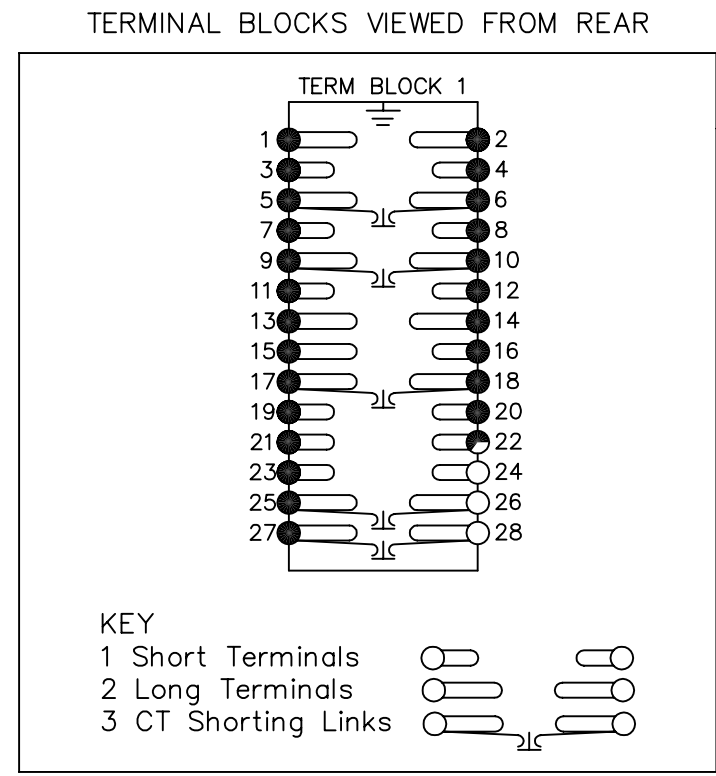 TERMINAL BLOCKS VIEWED FROM REAR
TERM BLOCK 1
1 2
3 4
5 6
7 8
9 10
11 12
13 14
15 16
17 18
19 20
21 22
23 24
25 26
27 28
KEY
1 Short Terminals
2 Long Terminals
3 CT Shorting Links